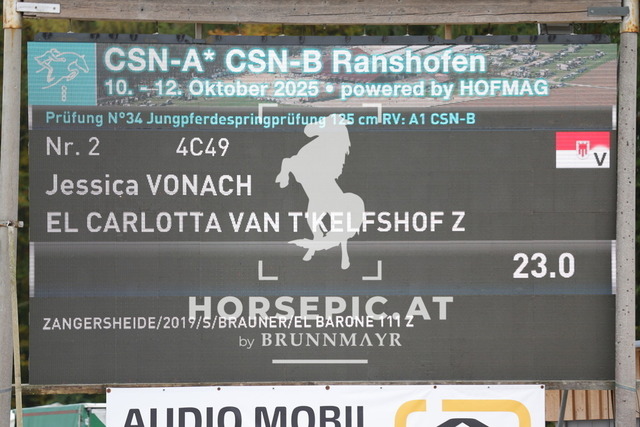 CSN-A* CSN-B Ranshofen
10. - 12. Oktober 2025 • powered by HOFMAG
Prüfung N°34 Jungpferdespringprüfung 125 cm RV: A1 CSN-B
Nr. 2 4C49
V
Jessica VONACH
EL CARLOTTA VAN T'KELFSHOF Z
23.0
HORSEPIC.AT
ZANGERSHEIDE/2019/S/BRAUNER/EL BARONE 111 Z
by BRUNNMAYR
AUDIO MOBIL